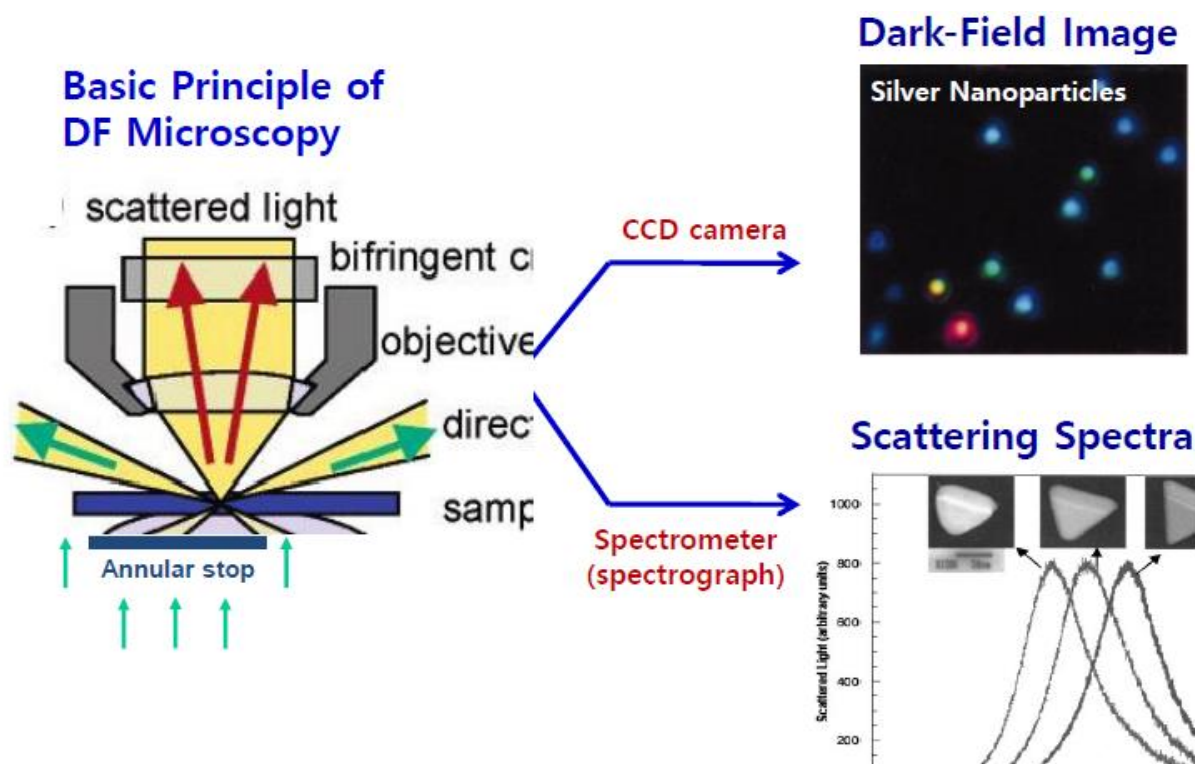 Basic Principle of
DF Microscopy
scattered light
bifringent c
objective
direc
samp
Annular stop
CCD camera
Spectrometer
(spectrograph)
Dark-Field Image
Silver Nanoparticles
Scattering Spectra
Scattered Light (arbitrary units)
1000
800
600
400
200